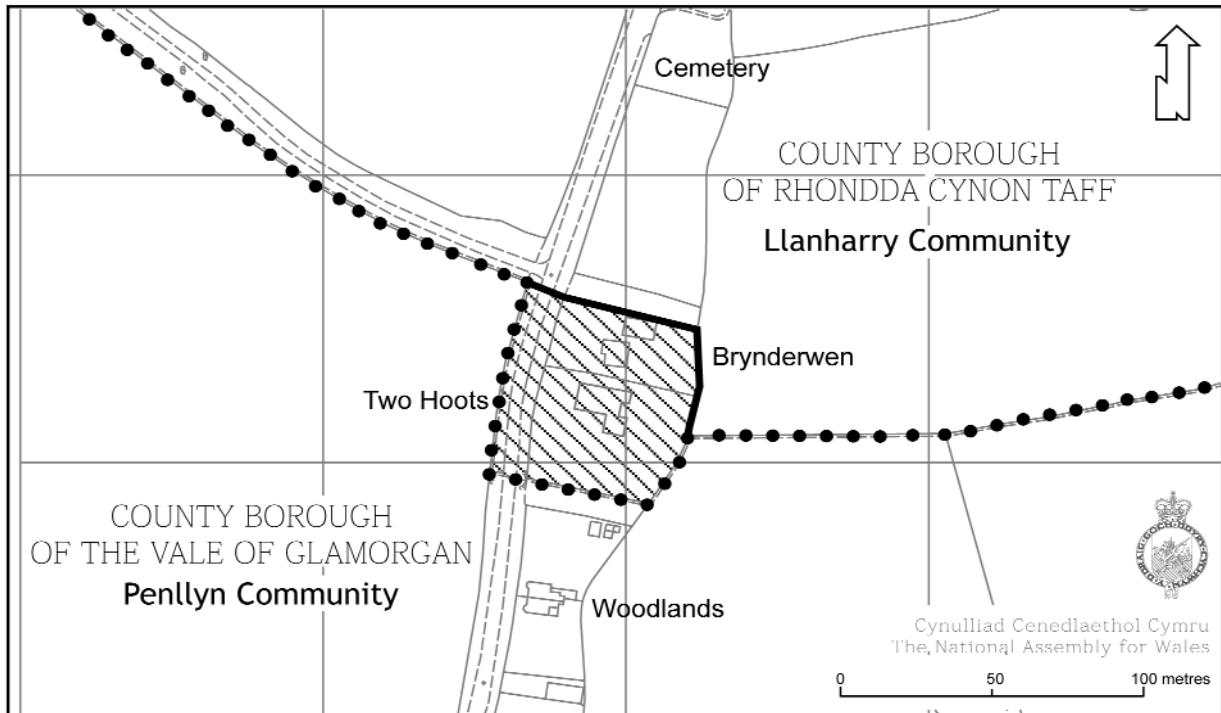 Cemetery
COUNTY BOROUGH
OF RHONDDA CYNON TAFF
Llanharry Community
Brynderwen
Two Hoots
COUNTY BOROUGH
OF THE VALE OF GLAMORGAN
Penllyn Community
Woodlands
Cynulliad Cenedlaethol Cymru
The National Assembly for Wales
0 50 100 metres